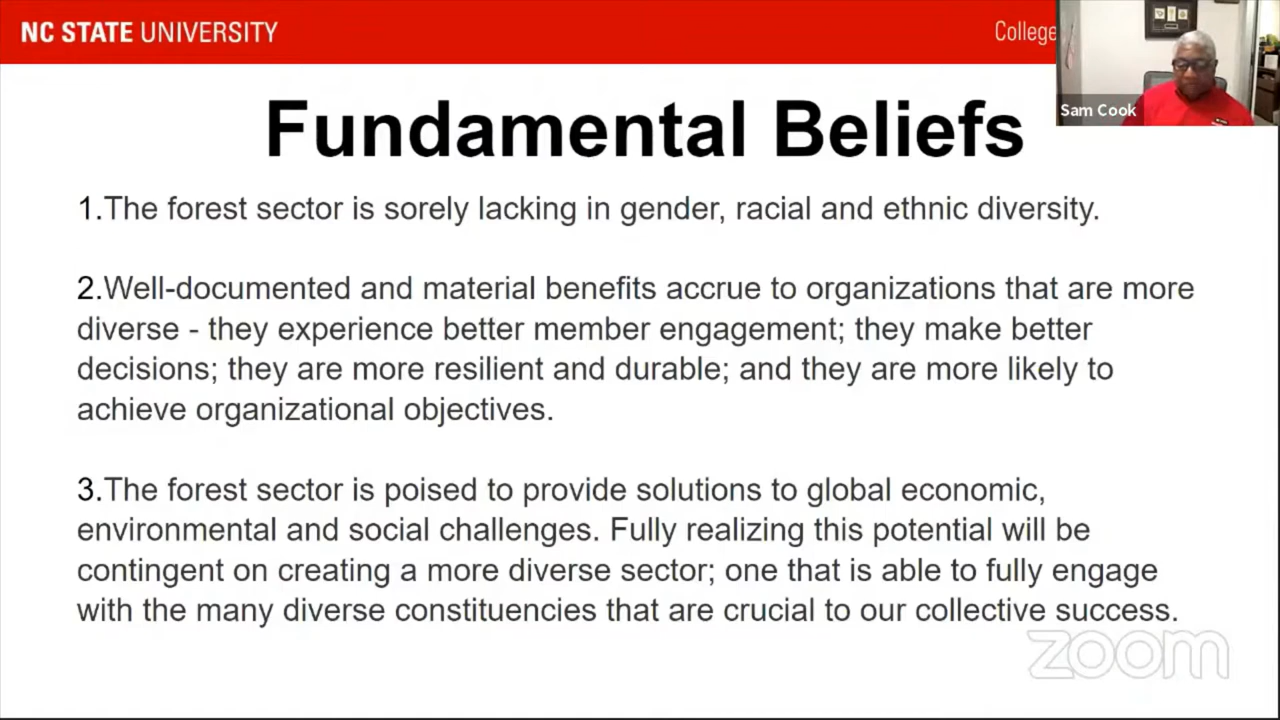 NC STATE UNIVERSITY
College
Sam Cook
Fundamental Beliefs
1.The forest sector is sorely lacking in gender, racial and ethnic diversity.
2.Well-documented and material benefits accrue to organizations that are more
diverse - they experience better member engagement; they make better
decisions; they are more resilient and durable; and they are more likely to
achieve organizational objectives.
3.The forest sector is poised to provide solutions to global economic,
environmental and social challenges. Fully realizing this potential will be
contingent on creating a more diverse sector; one that is able to fully engage
with the many diverse constituencies that are crucial to our collective success.
zoom